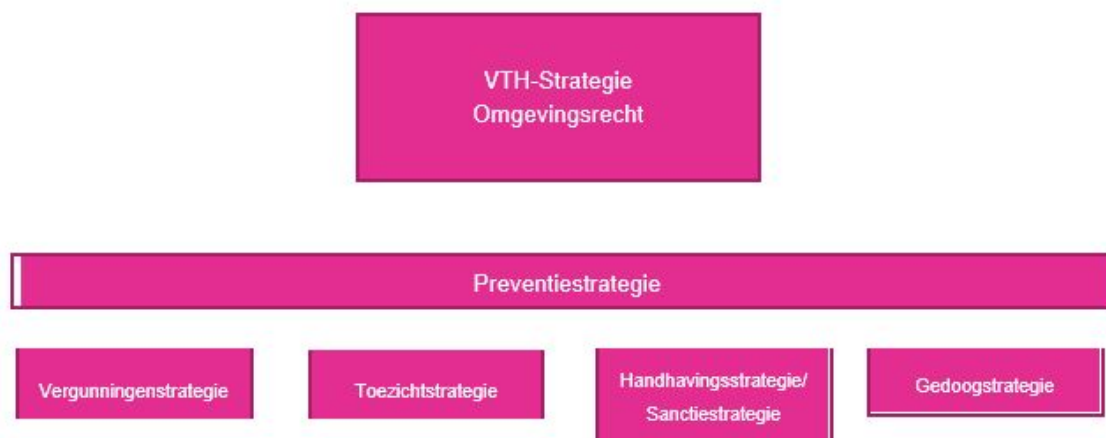 VTH-Strategie
Omgevingsrecht
Preventiestrategie
Vergunningenstrategie
Toezichtstrategie
Handhavingsstrategie/
Sanctiestrategie
Gedoogstrategie